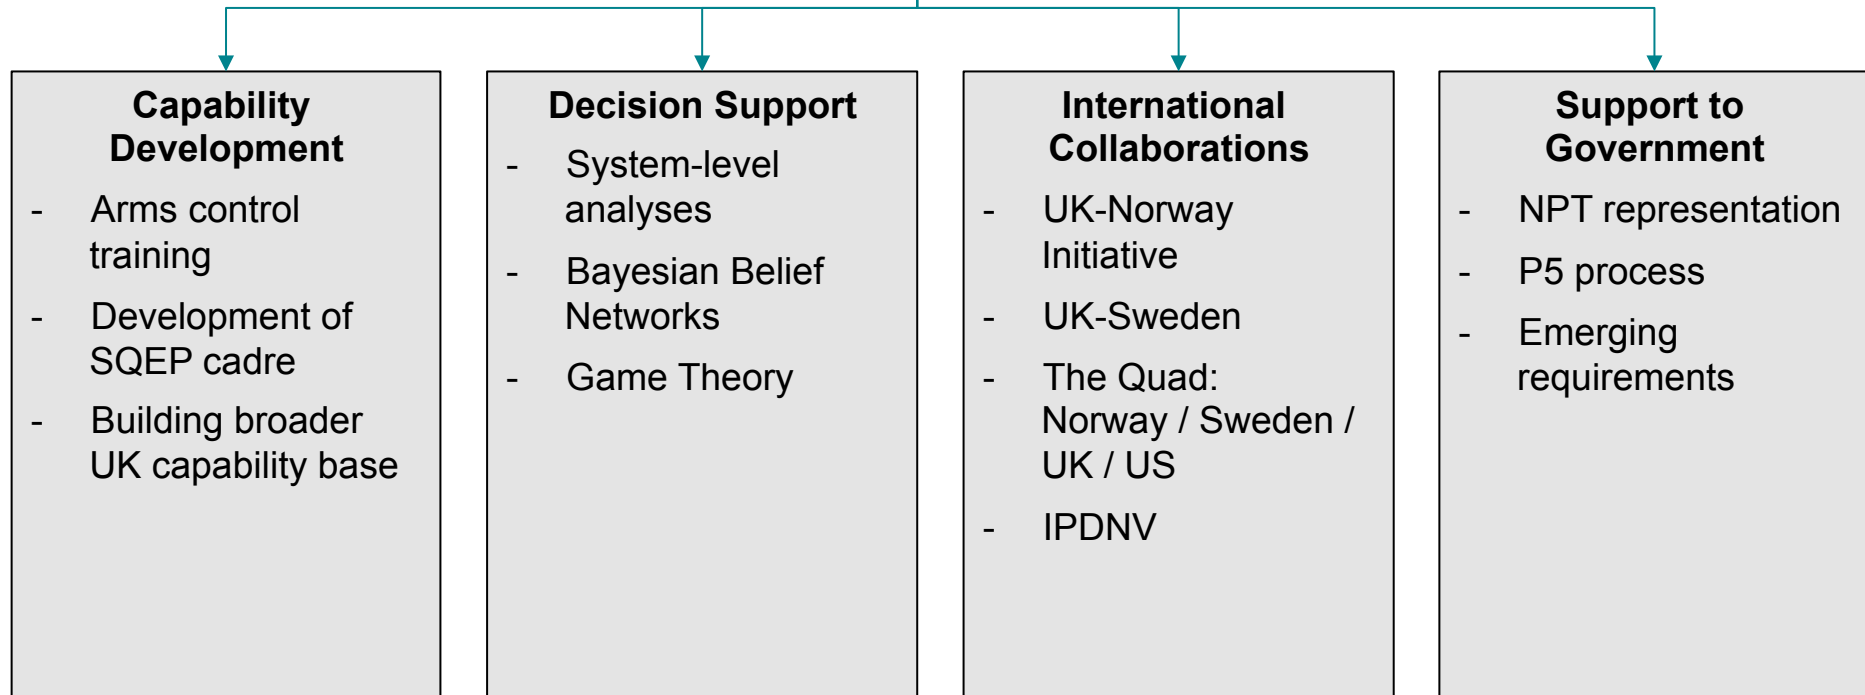 Capability
Development
- Arms control
training
- Development of
SQEP cadre
- Building broader
UK capability base
Decision Support
- System-level
analyses
- Bayesian Belief
Networks
- Game Theory
International
Collaborations
- UK-Norway
Initiative
- UK-Sweden
- The Quad:
Norway / Sweden /
UK / US
- IPDNV
Support to
Government
- NPT representation
- P5 process
- Emerging
requirements